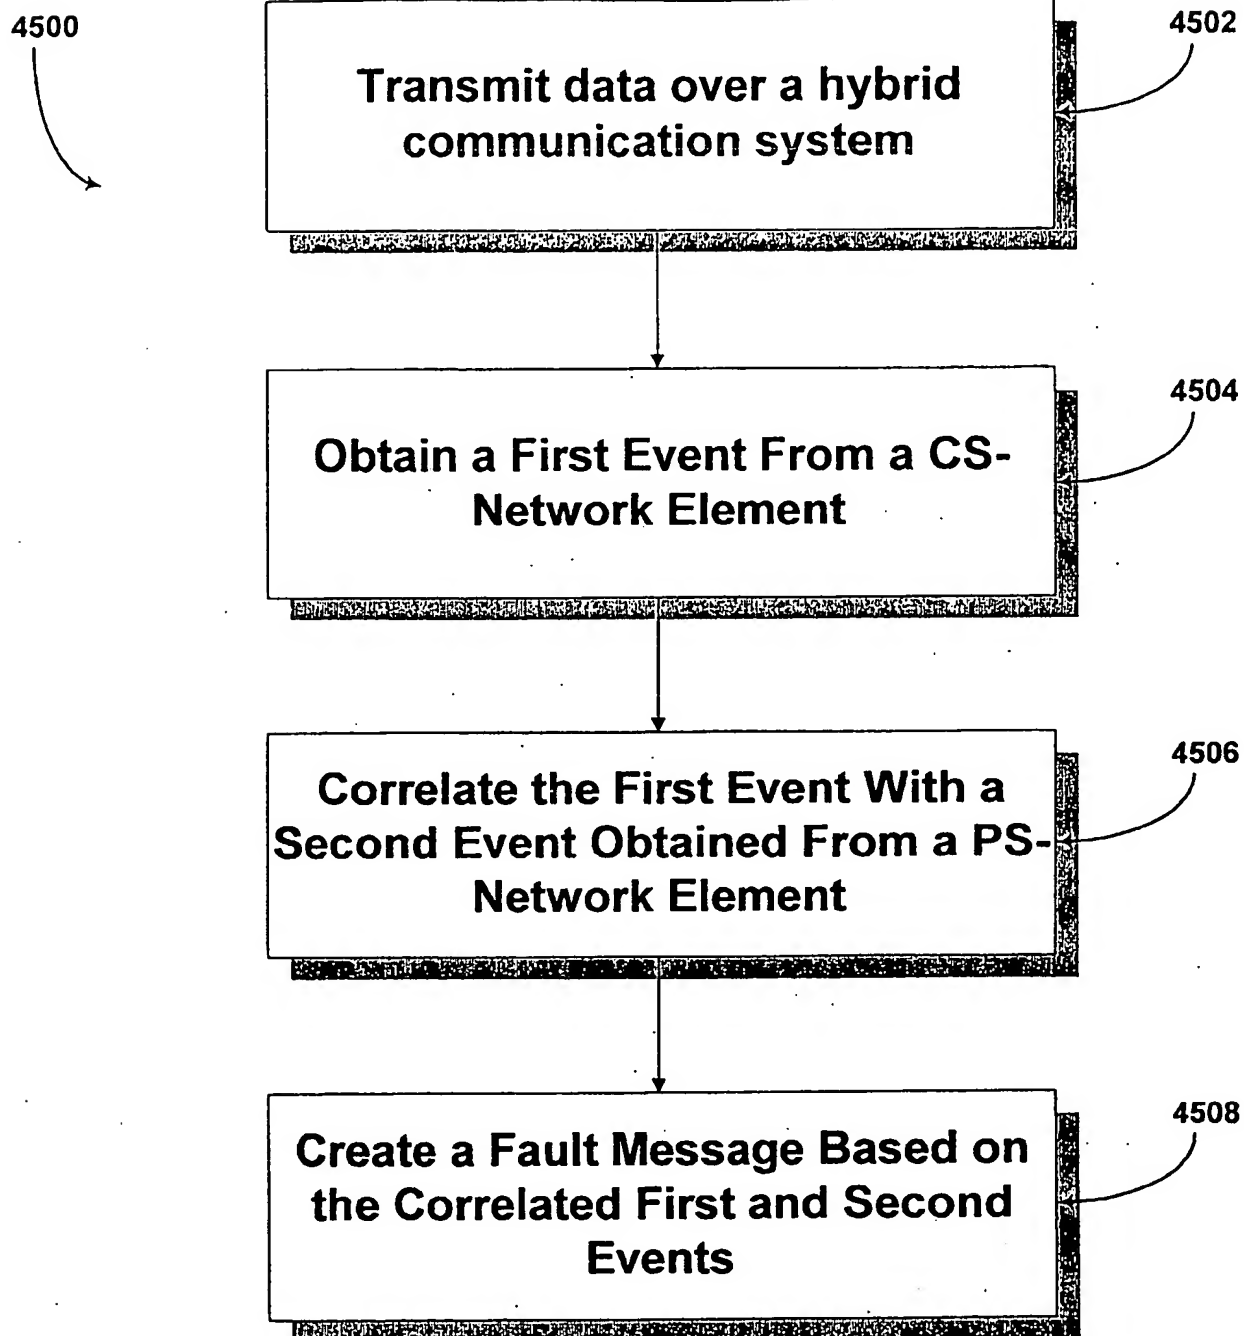 4500
4502
Transmit data over a hybrid
communication system
4504
Obtain a First Event From a CS-
Network Element
4506
Correlate the First Event With a
Second Event Obtained From a PS-
Network Element
4508
Create a Fault Message Based on
the Correlated First and Second
Events